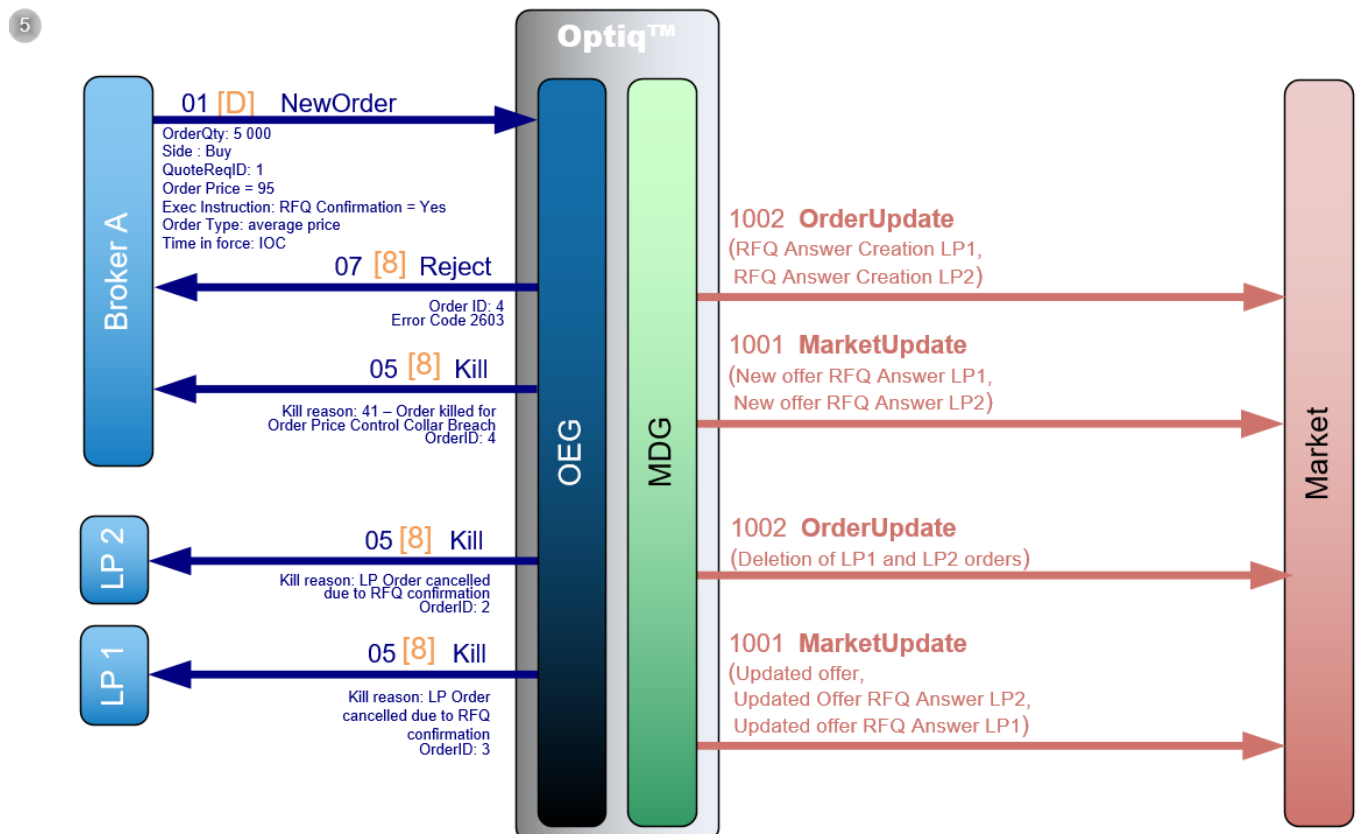 5
Optiq™
01 [D] NewOrder
OrderQty: 5 000
Side : Buy
QuoteReqID: 1
Order Price = 95
Exec Instruction: RFQ Confirmation = Yes
Order Type: average price
Time in force: IOC
Broker A
07 [8] Reject
Order ID: 4
Error Code 2603
05 [8] Kill
Kill reason: 41 – Order killed for
Order Price Control Collar Breach
OrderID: 4
LP 2
05 [8] Kill
Kill reason: LP Order cancelled
due to RFQ confirmation
OrderID: 2
LP 1
05 [8] Kill
Kill reason: LP Order
cancelled due to RFQ
confirmation
OrderID: 3
OEG
MDG
1002 OrderUpdate
(RFQ Answer Creation LP1,
RFQ Answer Creation LP2)
1001 MarketUpdate
(New offer RFQ Answer LP1,
New offer RFQ Answer LP2)
1002 OrderUpdate
(Deletion of LP1 and LP2 orders)
1001 MarketUpdate
(Updated offer,
Updated Offer RFQ Answer LP2,
Updated offer RFQ Answer LP1)
Market